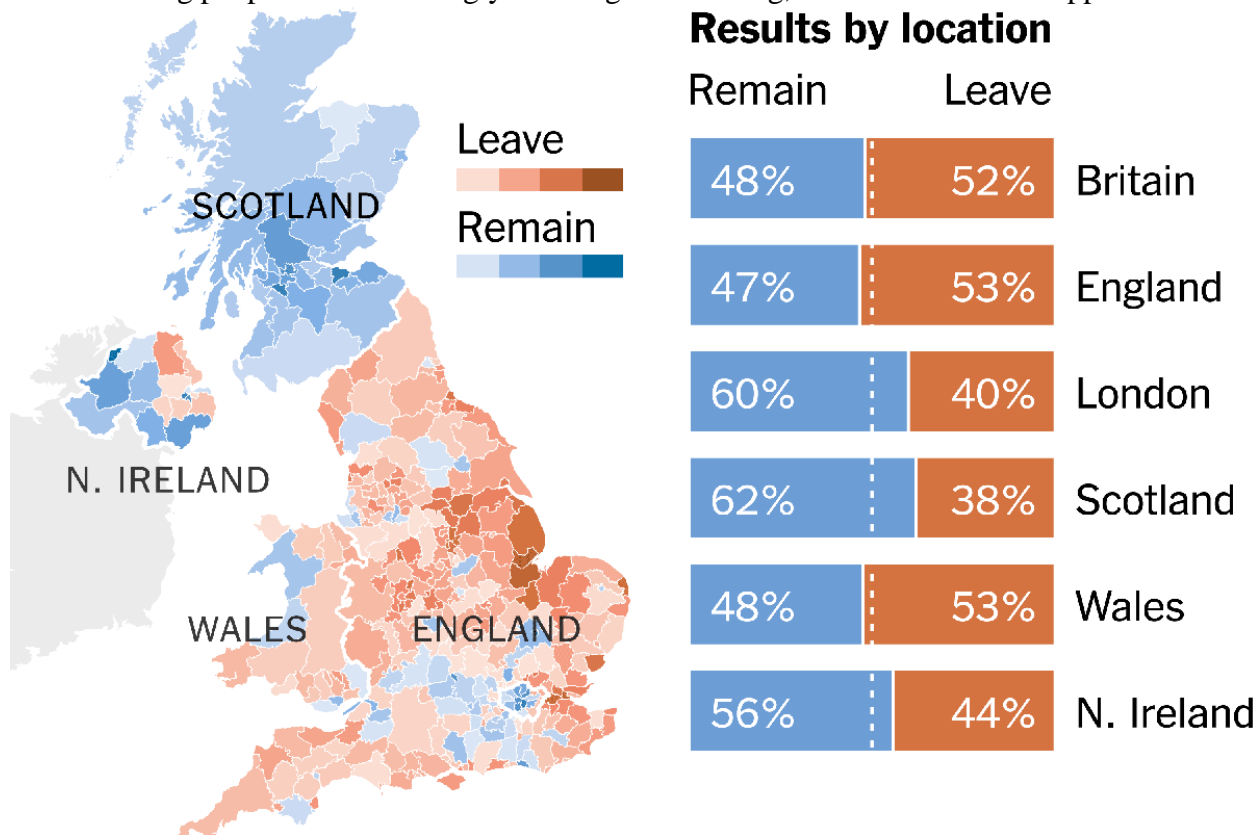 Results by location
Remain Leave
Leave
Remain
SCOTLAND
N. IRELAND
WALES
ENGLAND
48% 52% Britain
47% 53% England
60% 40% London
62% 38% Scotland
48% 53% Wales
56% 44% N. Ireland